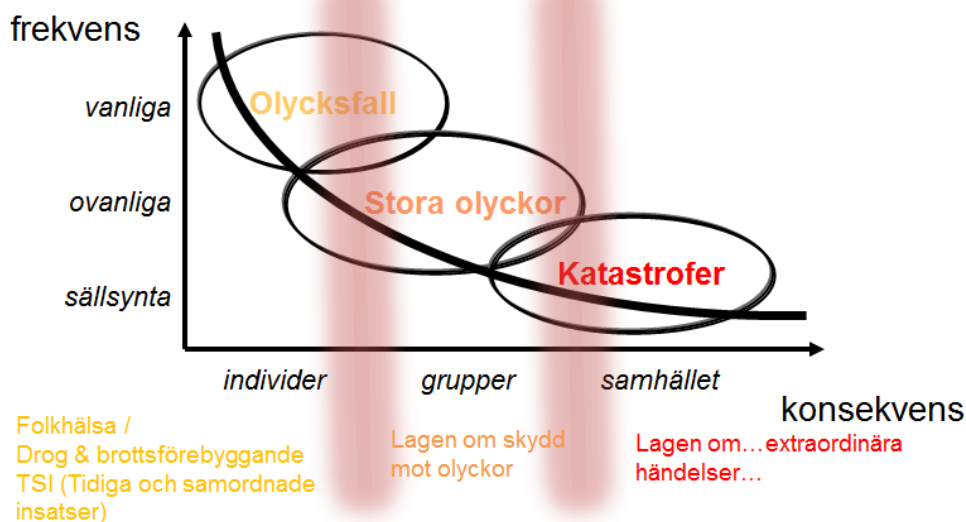 frekvens
vanliga
Olycksfall
ovanliga
Stora olyckor
Katastrofer
sällsynta
individer
grupper
samhället
konsekvens
Folkhälsa /
Drog & brottsförebyggande
TSI (Tidiga och samordnade
insatser)
Lagen om skydd
mot olyckor
Lagen om…extraordinära
händelser…